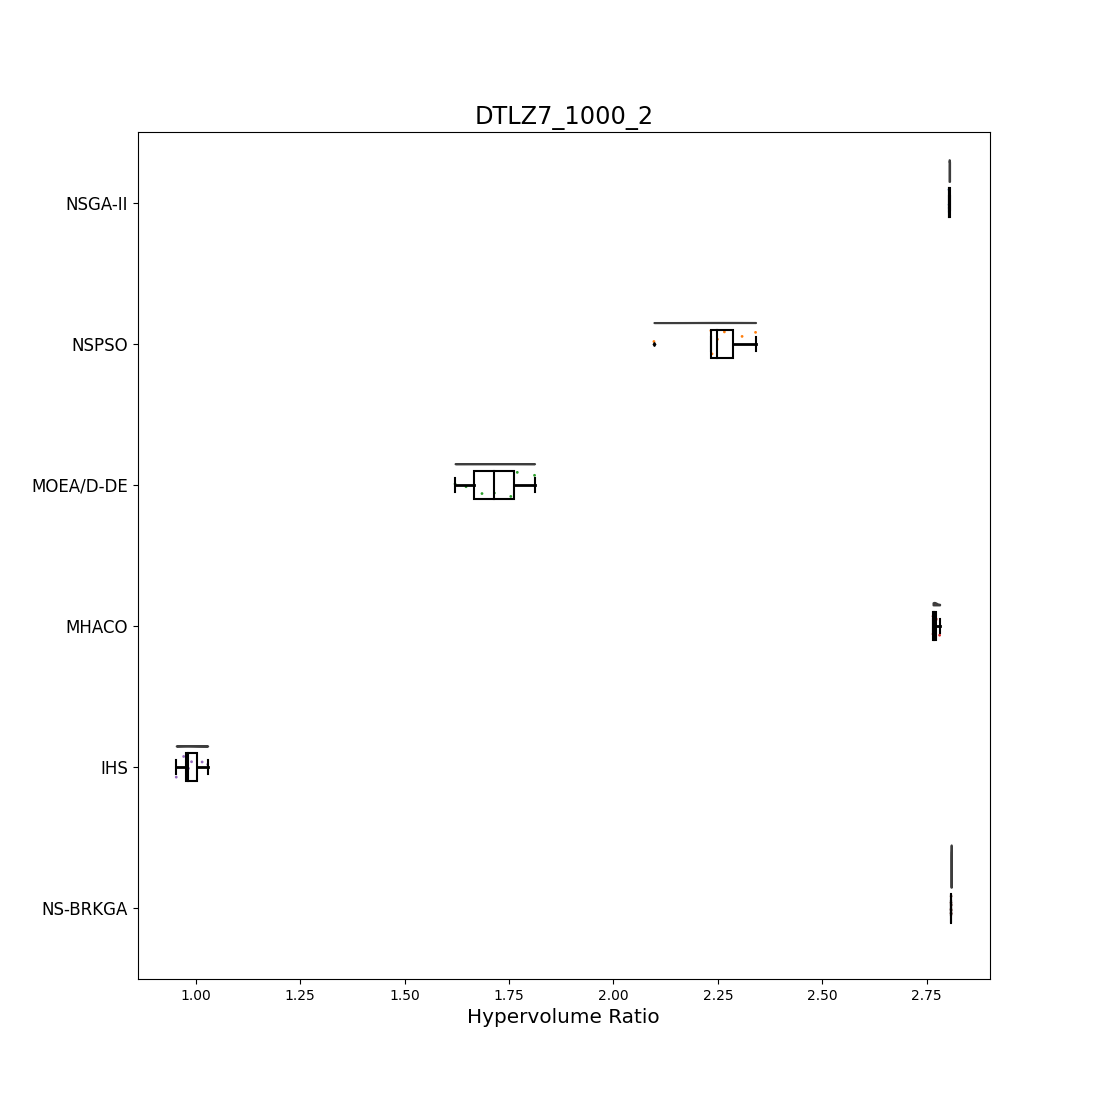 DTLZ7_1000_2
NSGA-II
NSPSO
MOEA/D-DE
MHACO
IHS
NS-BRKGA
1.00 1.25 1.50 1.75 2.00 2.25 2.50 2.75
Hypervolume Ratio